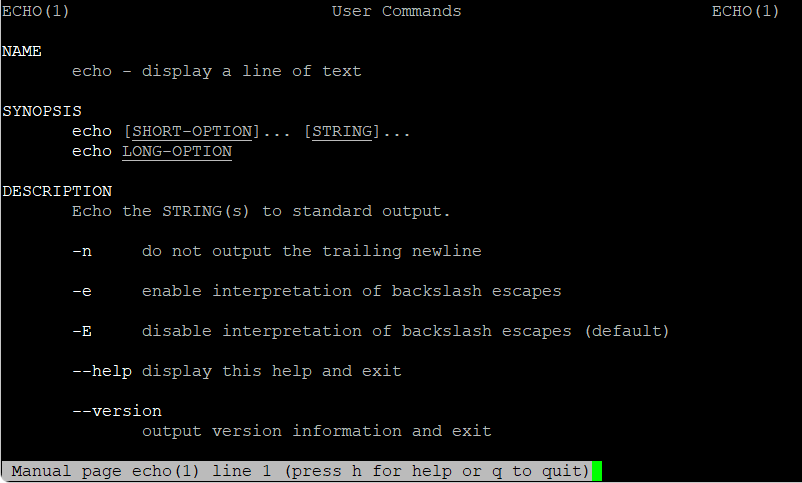 ECHO(1) User Commands ECHO(1)
NAME
echo - display a line of text
SYNOPSIS
echo [SHORT-OPTION]... [STRING]...
echo LONG-OPTION
DESCRIPTION
Echo the STRING(s) to standard output.
-n do not output the trailing newline
-e enable interpretation of backslash escapes
-E disable interpretation of backslash escapes (default)
--help display this help and exit
--version
output version information and exit
Manual page echo(1) line 1 (press h for help or q to quit)